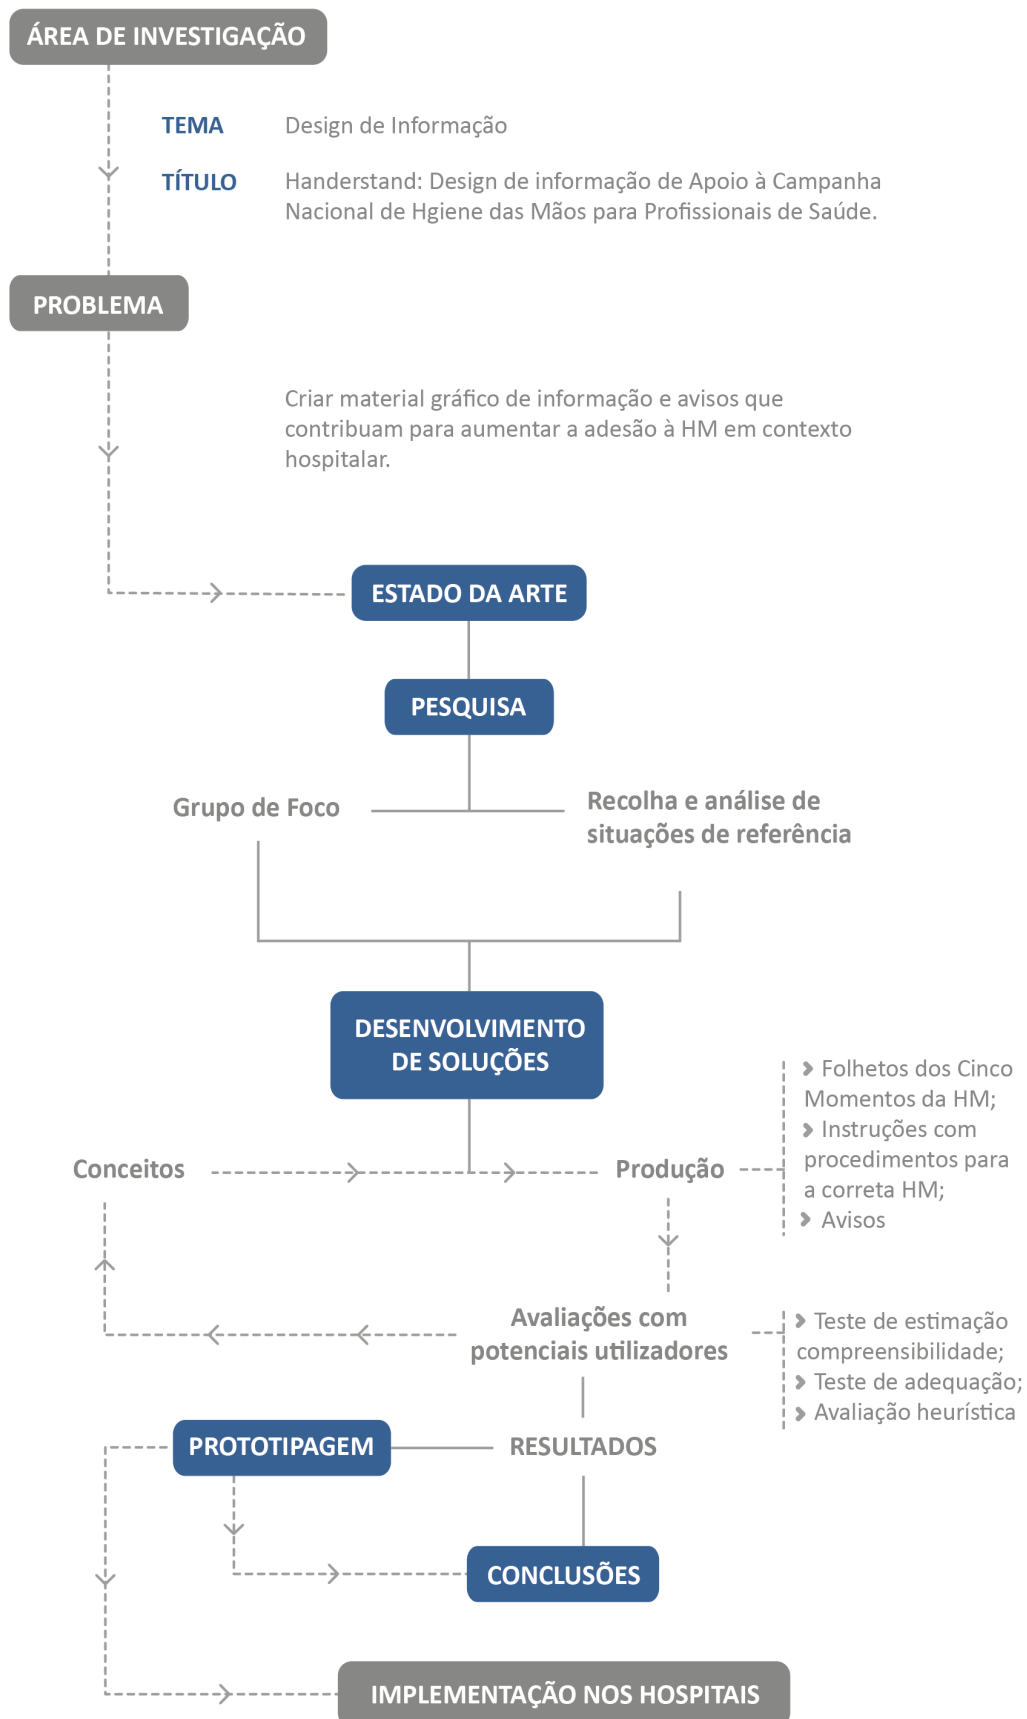 ÁREA DE INVESTIGAÇÃO
TEMA
Design de Informação
TÍTULO
Handerstand: Design de informação de Apoio à Campanha
Nacional de Hgiene das Mãos para Profissionais de Saúde.
PROBLEMA
Criar material gráfico de informação e avisos que
contribuam para aumentar a adesão à HM em contexto
hospitalar.
ESTADO DA ARTE
PESQUISA
Grupo de Foco
Recolha e análise de
situações de referência
DESENVOLVIMENTO
DE SOLUÇÕES
Conceitos
Produção
Folhetos dos Cinco
Momentos da HM;
Instruções com
procedimentos para
a correta HM;
Avisos
Avaliações com
potenciais utilizadores
Teste de estimação
compreensibilidade;
Teste de adequação;
Avaliação heurística
PROTOTIPAGEM
RESULTADOS
CONCLUSÕES
IMPLEMENTAÇÃO NOS HOSPITAIS